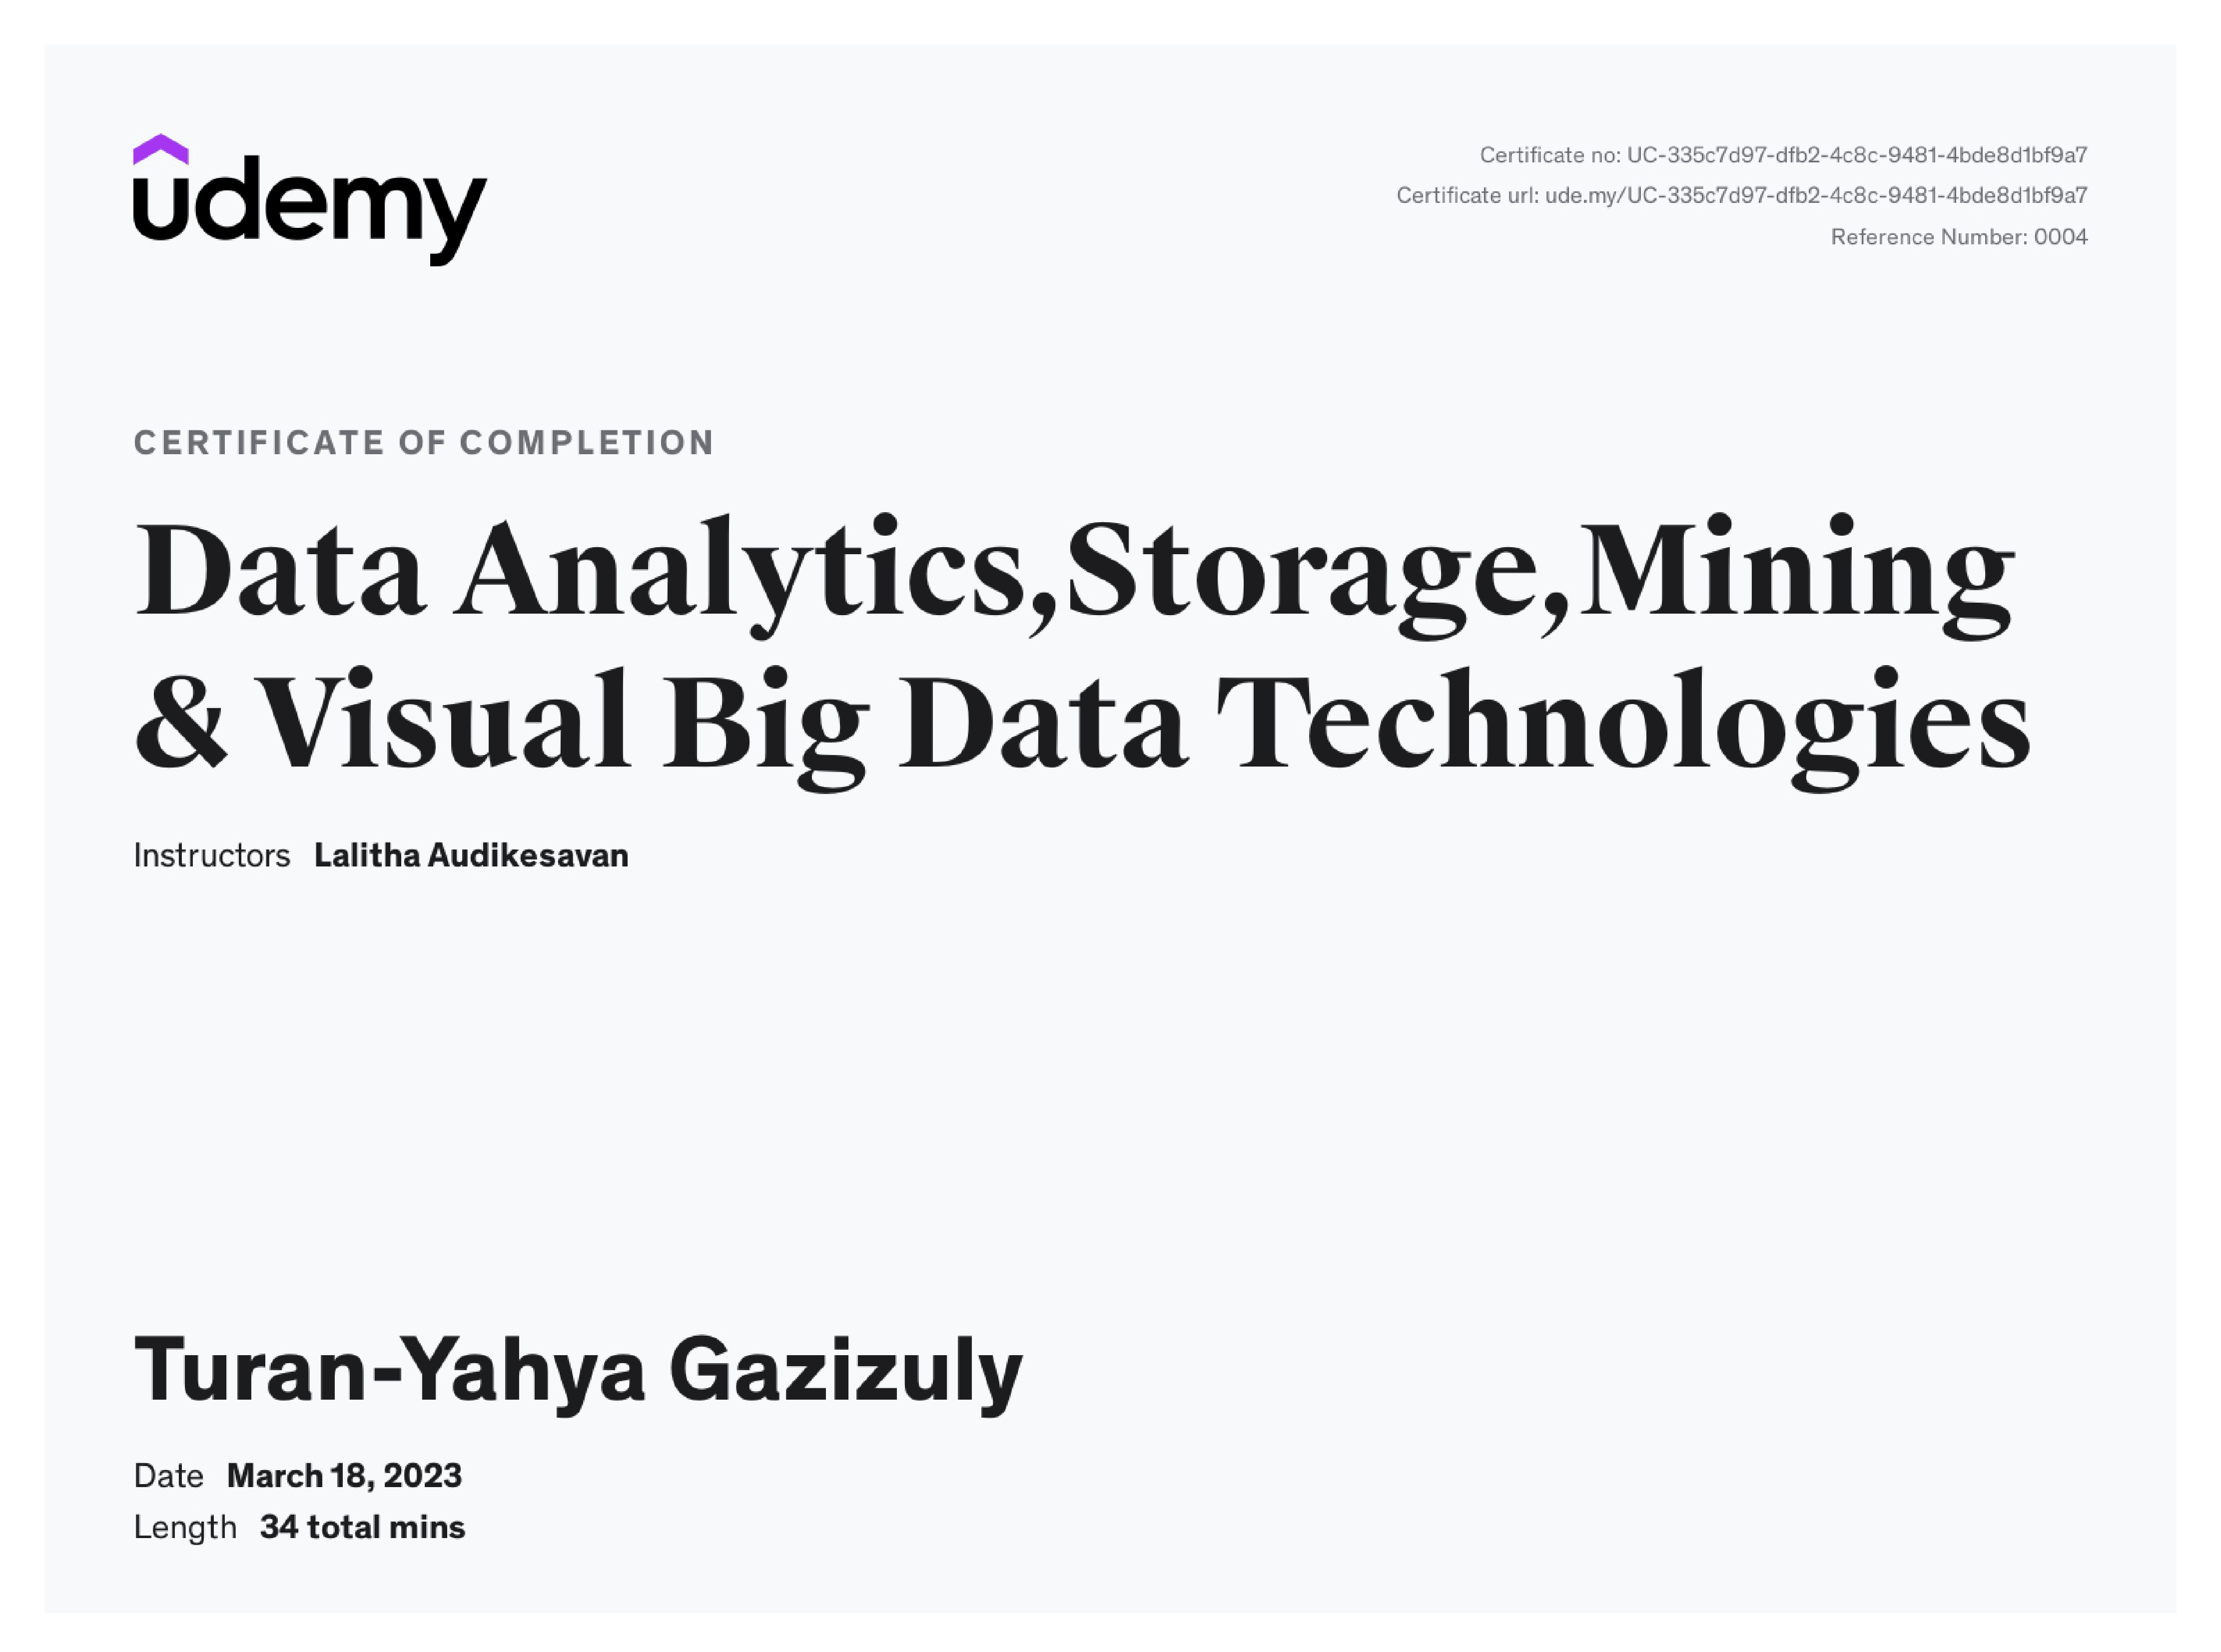 udemy
Certificate no: UC-335c7d97-dfb2-4c8c-9481-4bde8d1bf9a7
Certificate url: ude.my/UC-335c7d97-dfb2-4c8c-9481-4bde8d1bf9a7
Reference Number: 0004
CERTIFICATE OF COMPLETION
Data Analytics,Storage,Mining
& Visual Big Data Technologies
Instructors Lalitha Audikesavan
Turan-Yahya Gazizuly
Date March 18, 2023
Length 34 total mins